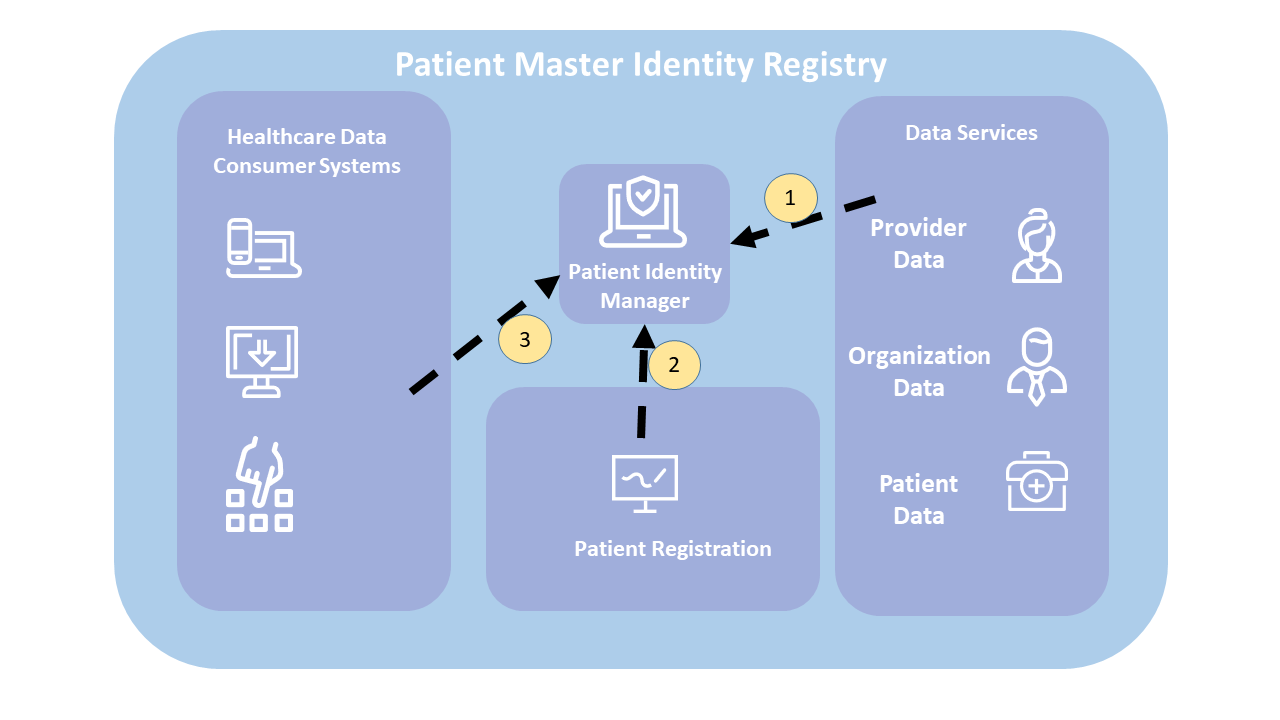 Patient Master Identity Registry
Healthcare Data
Consumer Systems
Patient Identity
Manager
1
2
3
Patient Registration
Data Services
Provider
Data
Organization
Data
Patient
Data